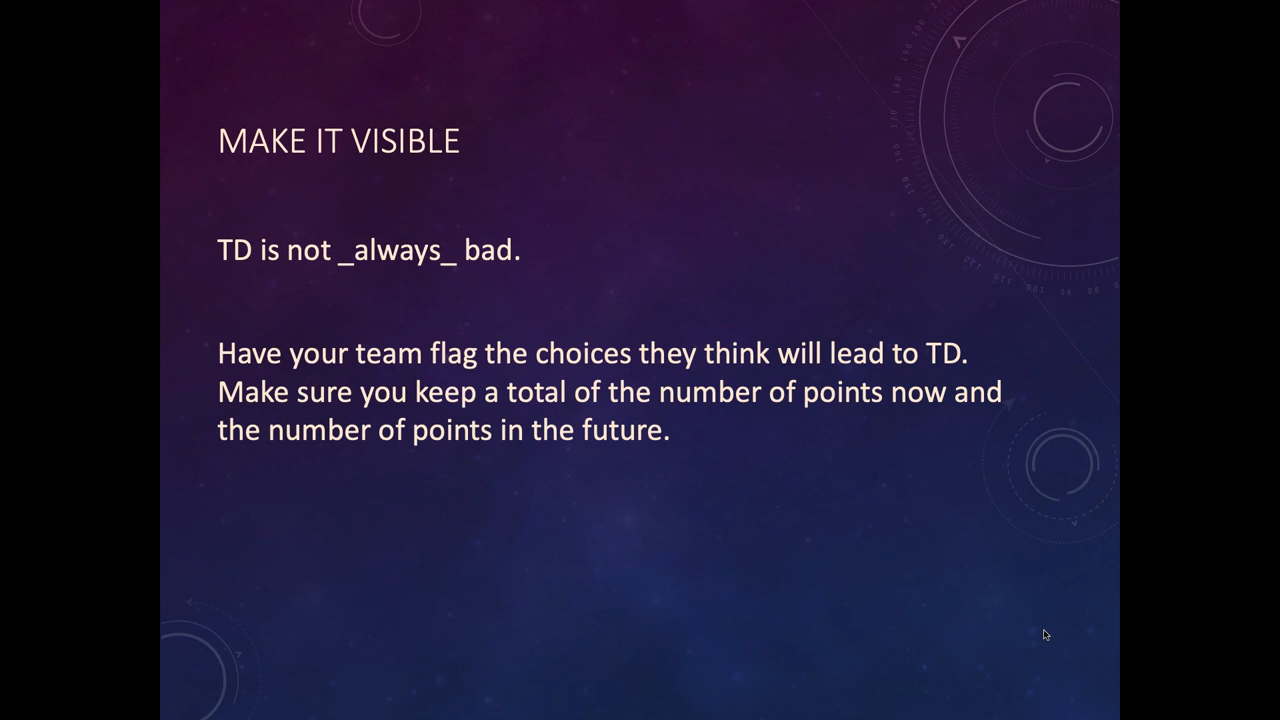 MAKE IT VISIBLE
TD is not _always_ bad.
Have your team flag the choices they think will lead to TD.
Make sure you keep a total of the number of points now and
the number of points in the future.